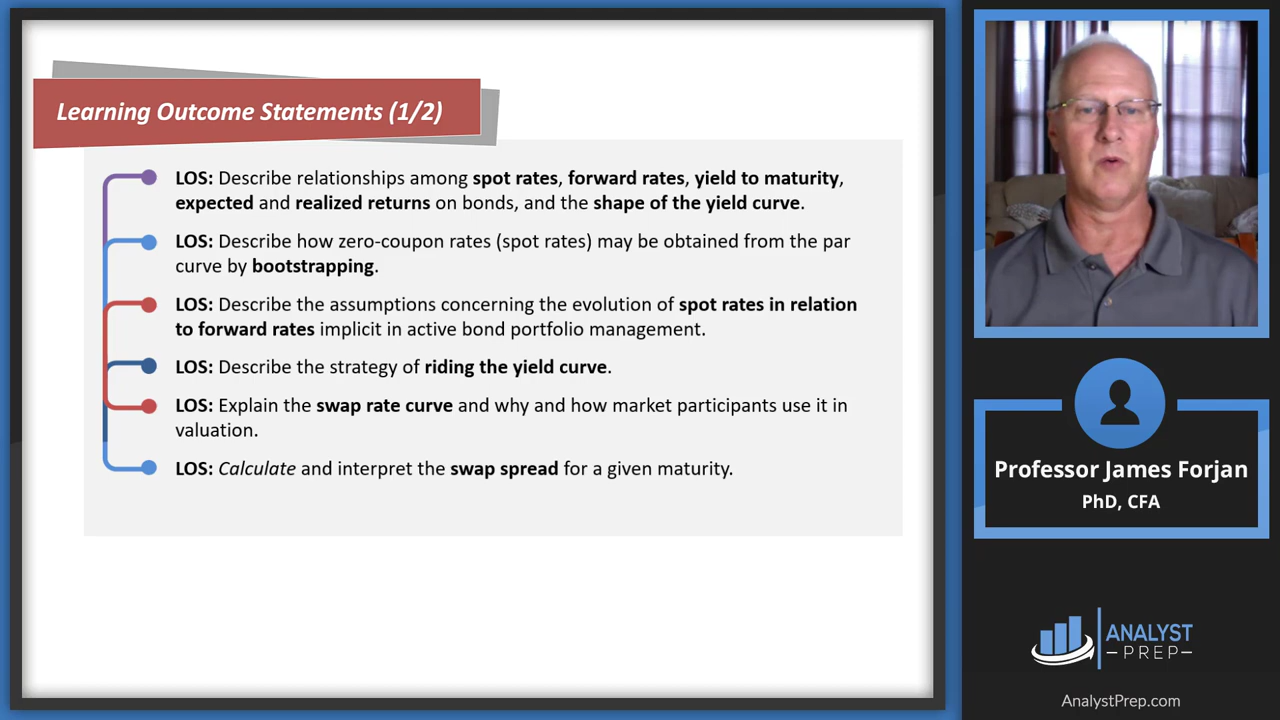 Learning Outcome Statements (1/2)
LOS: Describe relationships among spot rates, forward rates, yield to maturity,
expected and realized returns on bonds, and the shape of the yield curve.
LOS: Describe how zero-coupon rates (spot rates) may be obtained from the par
curve by bootstrapping.
LOS: Describe the assumptions concerning the evolution of spot rates in relation
to forward rates implicit in active bond portfolio management.
LOS: Describe the strategy of riding the yield curve.
LOS: Explain the swap rate curve and why and how market participants use it in
valuation.
LOS: Calculate and interpret the swap spread for a given maturity.
Professor James Forjan
PhD, CFA
ANALYST
PREP
AnalystPrep.com